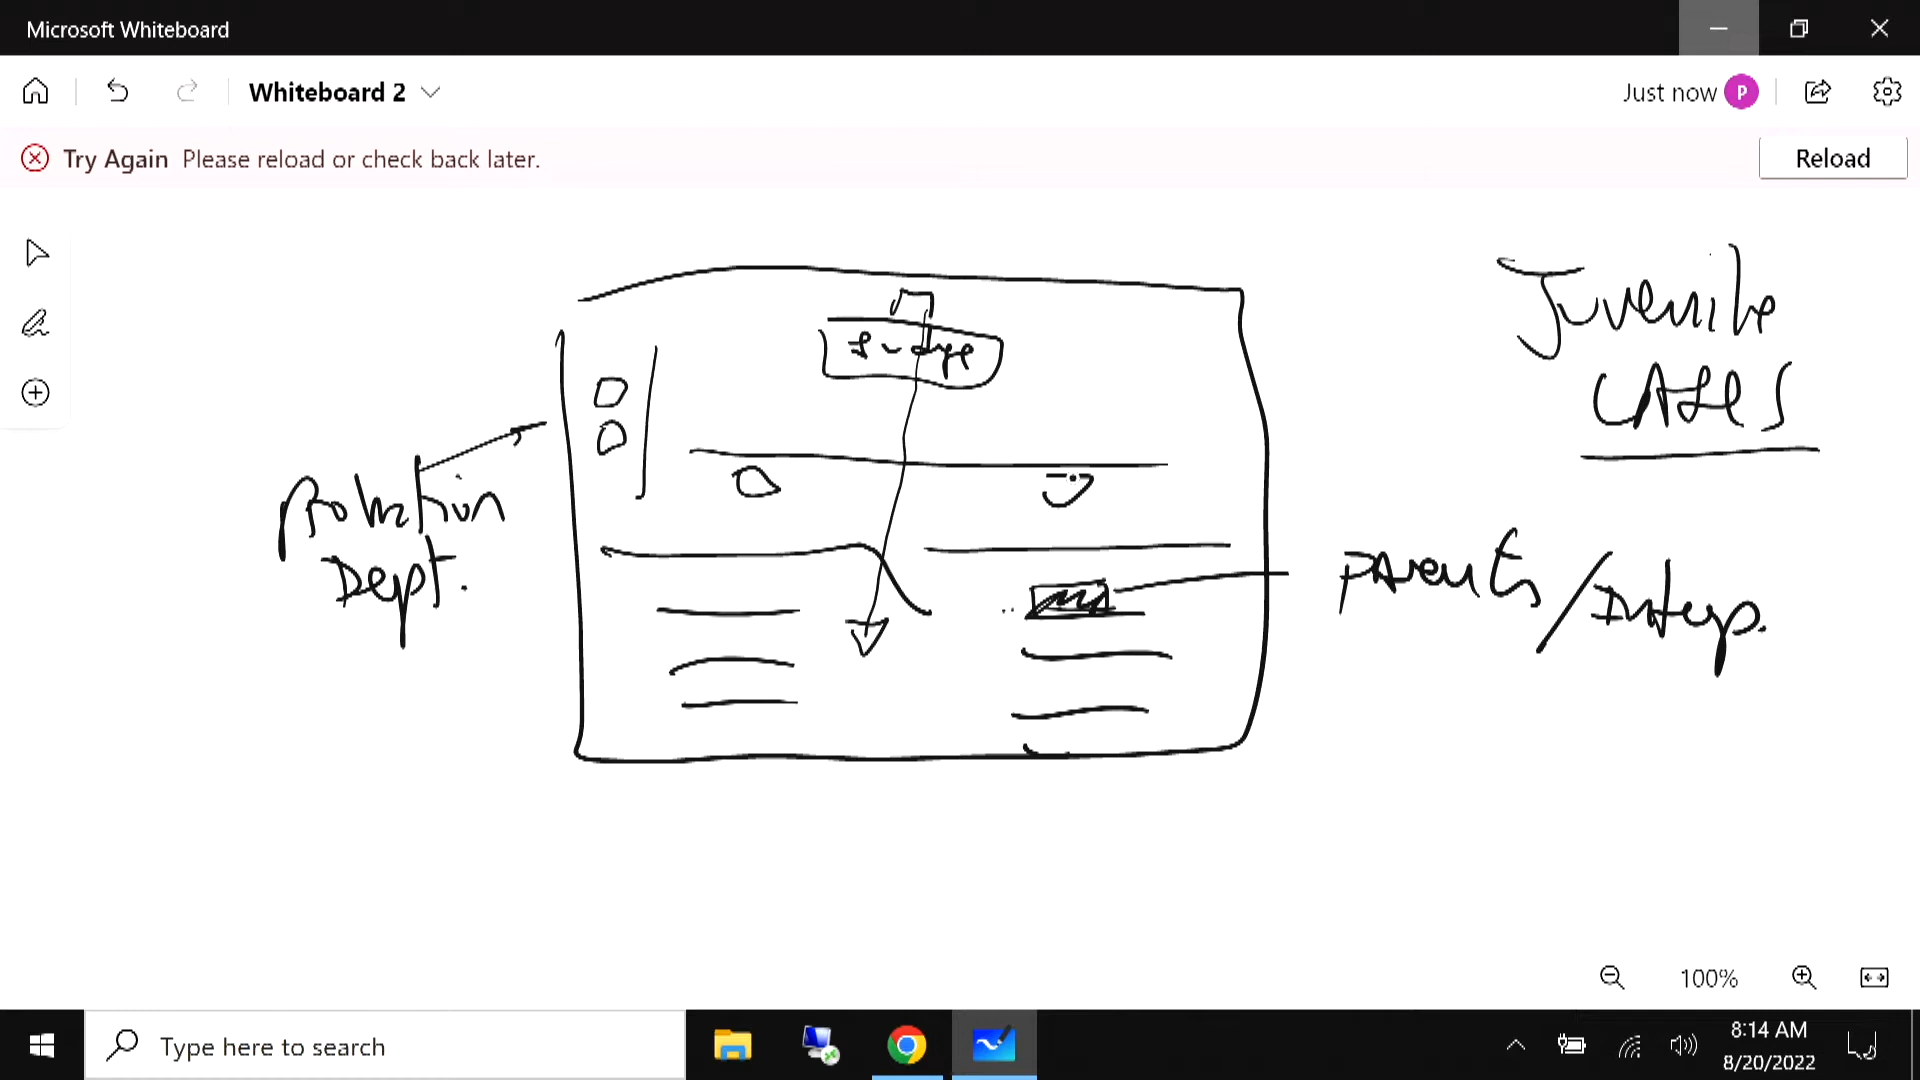 Microsoft Whiteboard
Whiteboard 2
Just now P
Try Again Please reload or check back later.
Reload
Juvenile
CASES
Judge
Probation
Dept.
Parents/Interp.
100%
Type here to search
8:14 AM
8/20/2022